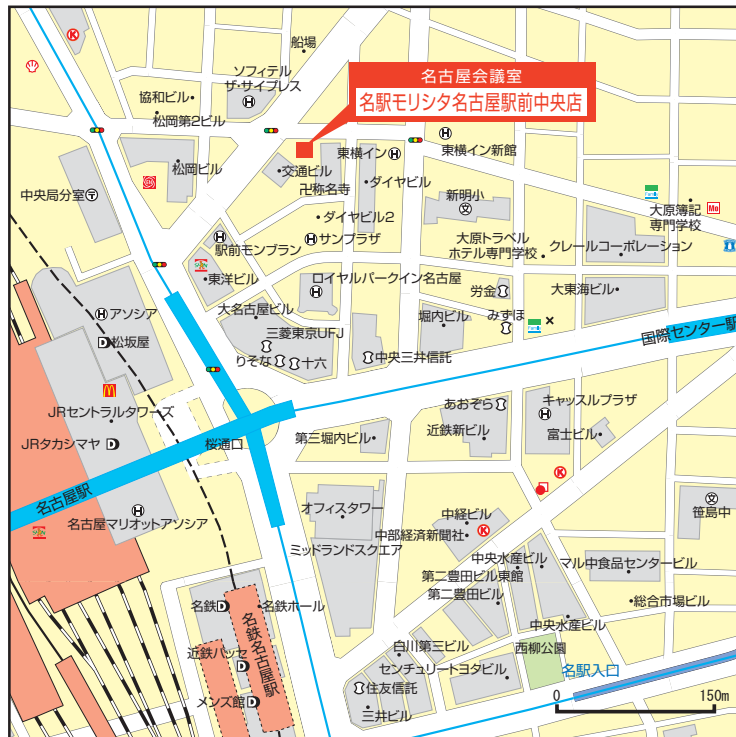 船場
ソフィテル
ザ・サイプレス
名古屋会議室
名駅モリシタ名古屋駅前中央店
協和ビル
松岡第2ビル
松岡ビル
交通ビル
卍称名寺
東横イン
東横イン新館
ダイヤビル
新明小
中央局分室
ダイヤビル2
サンプラザ
駅前モンブラン
東洋ビル
大原簿記
専門学校
大原トラベル
ホテル専門学校
クレールコーポレーション
ロイヤルパークイン名古屋
労金
大東海ビル
アソシア
大名古屋ビル
みずほ
堀内ビル
国際センター駅
松坂屋
三菱東京UFJ
りそな
十六
中央三井信託
JRセントラルタワーズ
あおぞら
キャッスルプラザ
JRタカシマヤ
桜通口
第三堀内ビル
近鉄新ビル
富士ビル
名古屋駅
名古屋マリオットアソシア
オフィスタワー
中経ビル
笹島中
中部経済新聞社
ミッドランドスクエア
中央水産ビル
マル中食品センタービル
第二豊田ビル東館
第二豊田ビル
総合市場ビル
名鉄
名鉄ホール
名鉄名古屋駅
中央水産ビル
白川第三ビル
西柳公園
近鉄パッセ
センチュリートヨタビル
名駅入口
メンズ館
住友信託
三井ビル
0
150m